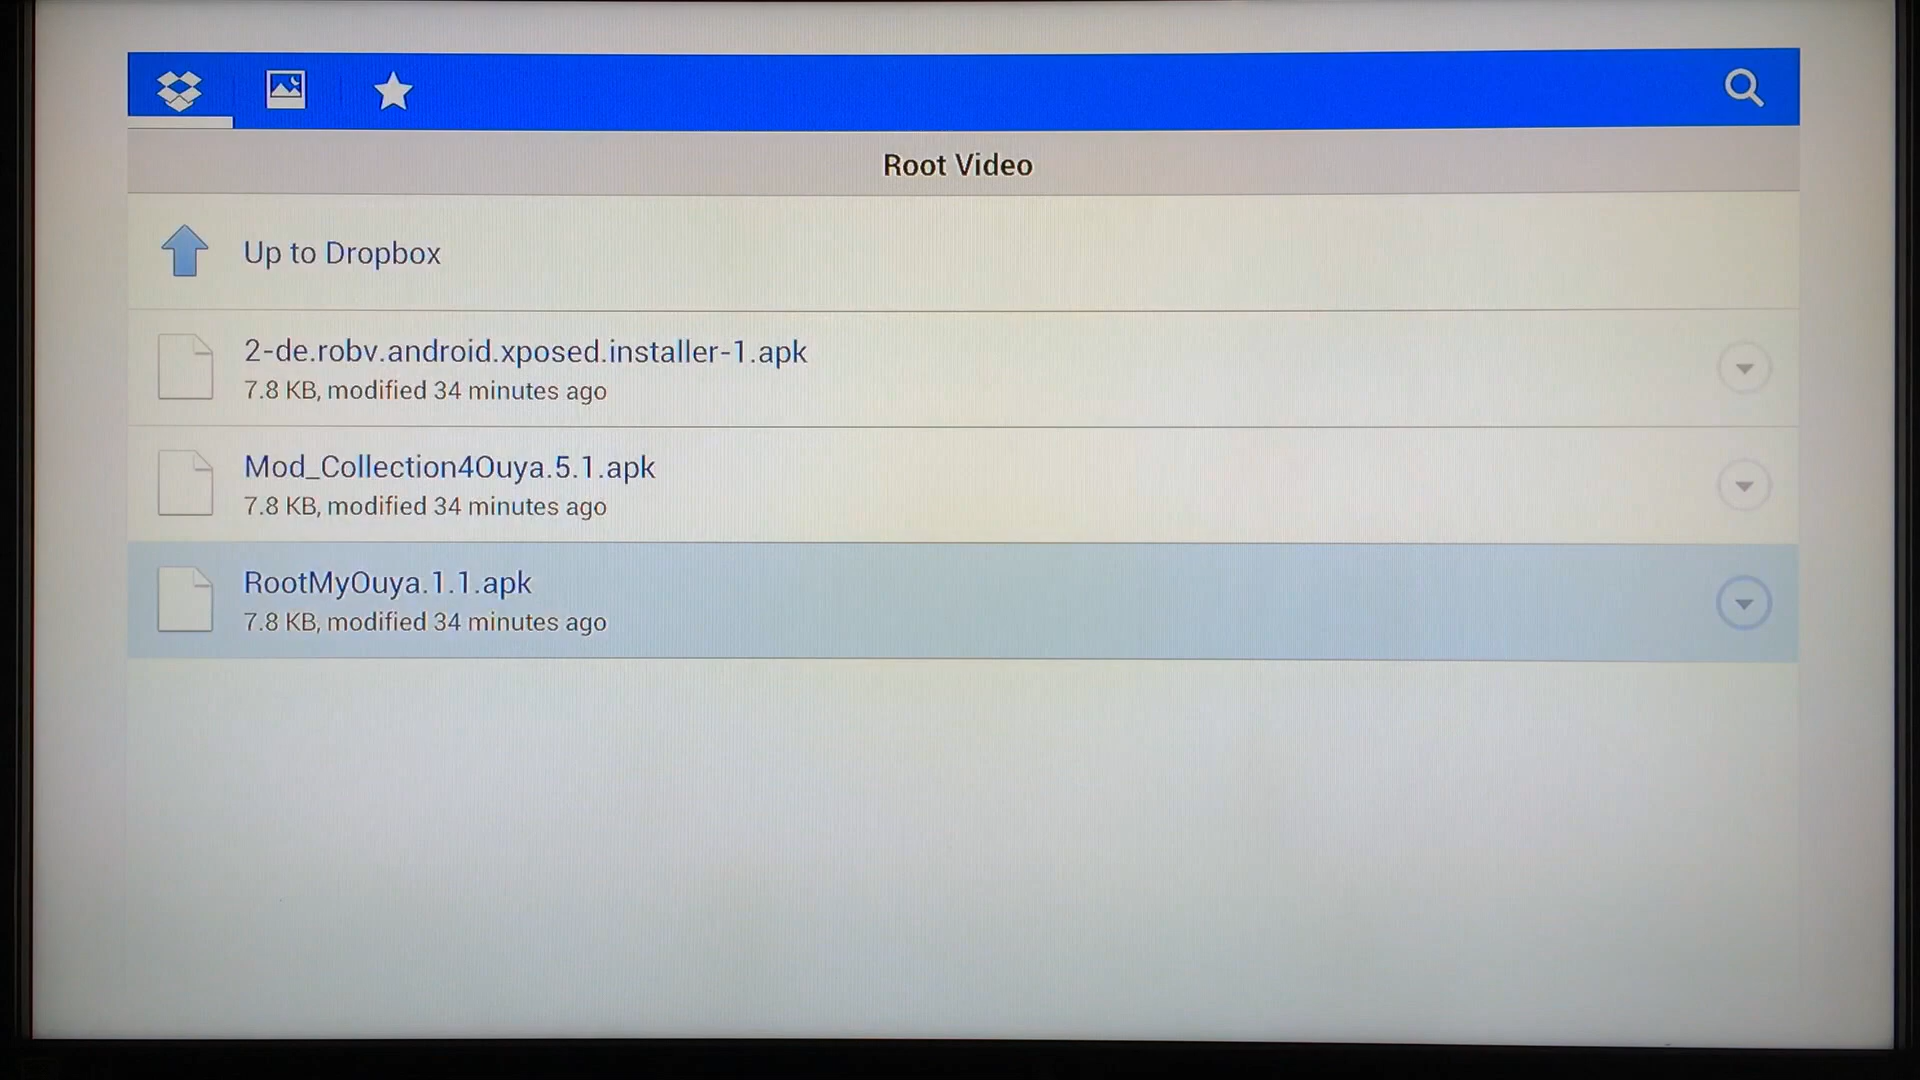 Root Video
Up to Dropbox
2-de.robv.android.xposed.installer-1.apk
7.8 KB, modified 34 minutes ago
Mod_Collection4Ouya.5.1.apk
7.8 KB, modified 34 minutes ago
RootMyOuya.1.1.apk
7.8 KB, modified 34 minutes ago